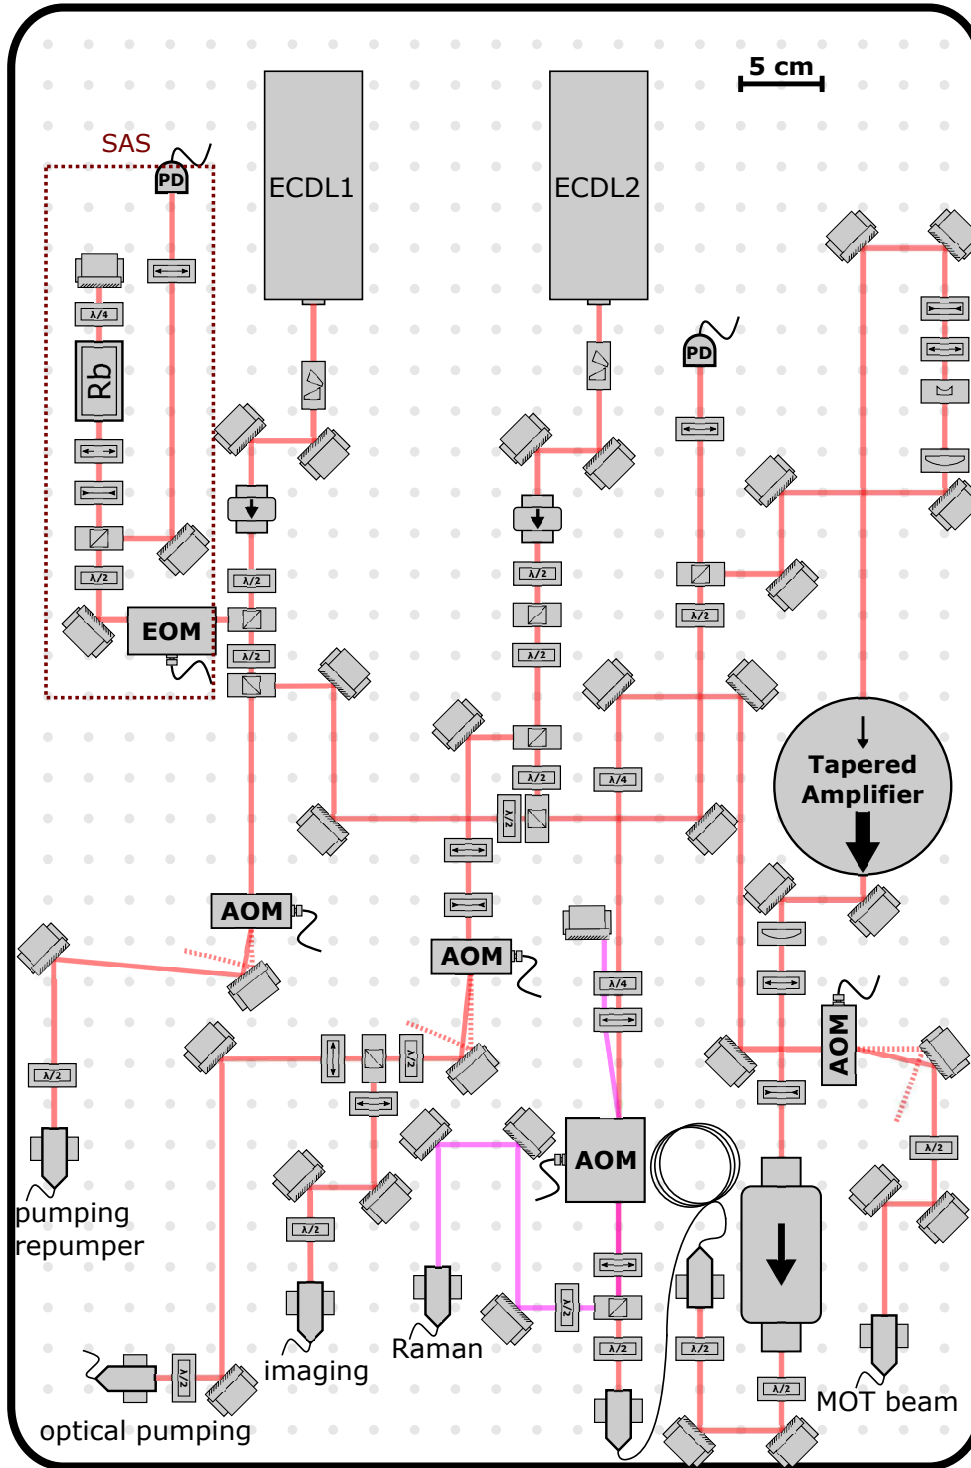 5 cm
SAS
PD
ECDL1
ECDL2
λ/4
PD
Rb
λ/2
λ/2
λ/2
λ/2
EOM
λ/2
λ/2
λ/4
λ/2
λ/2
Tapered
Amplifier
AOM
AOM
λ/4
AOM
λ/2
λ/2
λ/2
AOM
pumping
repumper
λ/2
λ/2
λ/2
λ/2
Raman
imaging
λ/2
λ/2
MOT beam
optical pumping